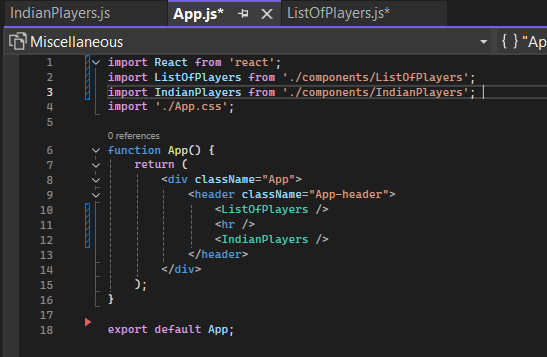 IndianPlayers.js App.js* ListOfPlayers.js*
Miscellaneous { } "Ap
1 import React from 'react';
2 import ListOfPlayers from './components/ListOfPlayers';
3 import IndianPlayers from './components/IndianPlayers';
4 import './App.css';
5
0 references
6 function App() {
7 return (
8 <div className="App">
9 <header className="App-header">
10 <ListOfPlayers />
11 <hr />
12 <IndianPlayers />
13 </header>
14 </div>
15 );
16 }
17
18 export default App;